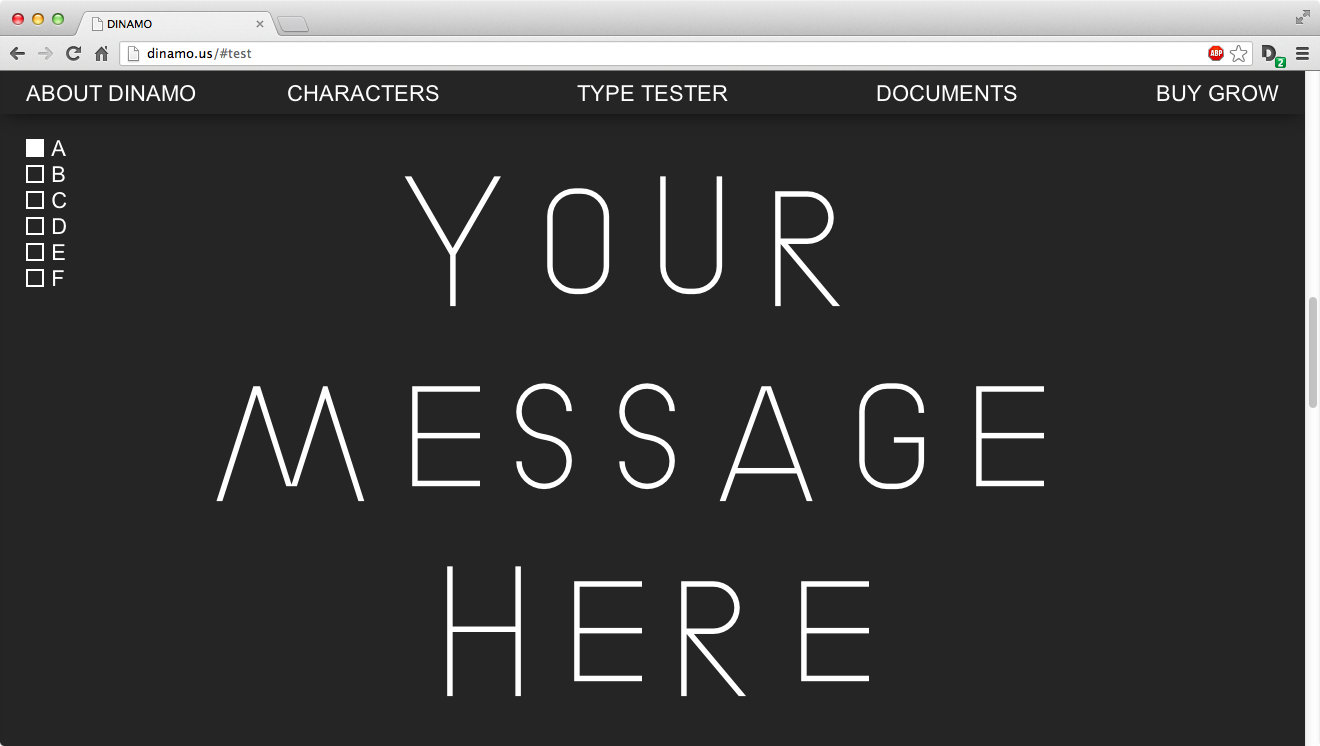 DINAMO
dinamo.us/#test
ABP
D
2
ABOUT DINAMO CHARACTERS TYPE TESTER DOCUMENTS BUY GROW
A
B
C
D
E
F
YOUR
MESSAGE
HERE